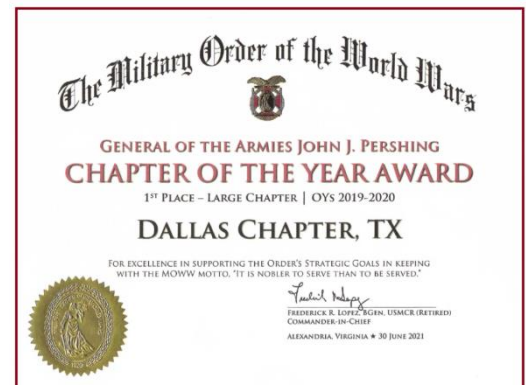 The Military Order of the World Wars
GENERAL OF THE ARMIES JOHN J. PERSHING
CHAPTER OF THE YEAR AWARD
1ST PLACE – LARGE CHAPTER | OYS 2019-2020
DALLAS CHAPTER, TX
FOR EXCELLENCE IN SUPPORTING THE ORDER'S STRATEGIC GOALS IN KEEPING
WITH THE MOWW MOTTO, "IT IS NOBLER TO SERVE THAN TO BE SERVED."
FREDERICK R. LOPEZ, BGEN, USMCR (RETIRED)
COMMANDER-IN-CHIEF
ALEXANDRIA, VIRGINIA ★ 30 JUNE 2021